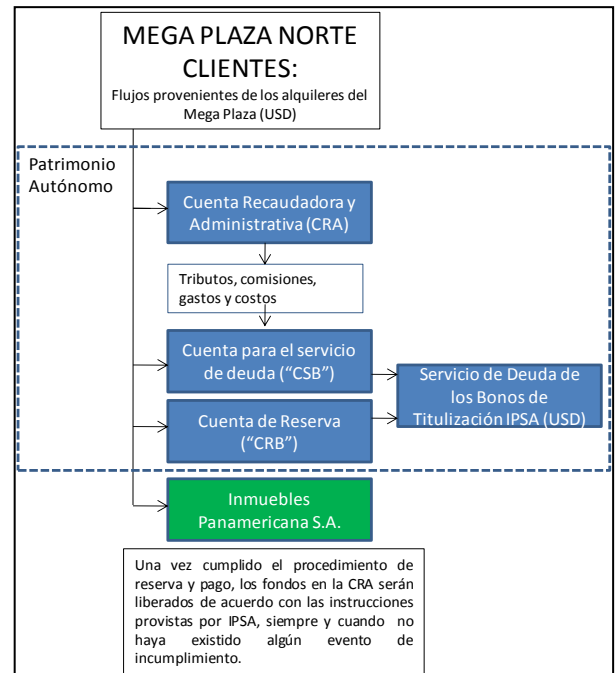 MEGA PLAZA NORTE
CLIENTES:
Flujos provenientes de los alquileres del
Mega Plaza (USD)
Patrimonio
Autónomo
Cuenta Recaudadora y
Administrativa (CRA)
Tributos, comisiones,
gastos y costos
Cuenta para el servicio
de deuda (“CSB”)
Servicio de Deuda de
los Bonos de
Titulización IPSA (USD)
Cuenta de Reserva
(“CRB”)
Inmuebles
Panamericana S.A.
Una vez cumplido el procedimiento de
reserva y pago, los fondos en la CRA serán
liberados de acuerdo con las instrucciones
provistas por IPSA, siempre y cuando no
haya existido algún evento de
incumplimiento.